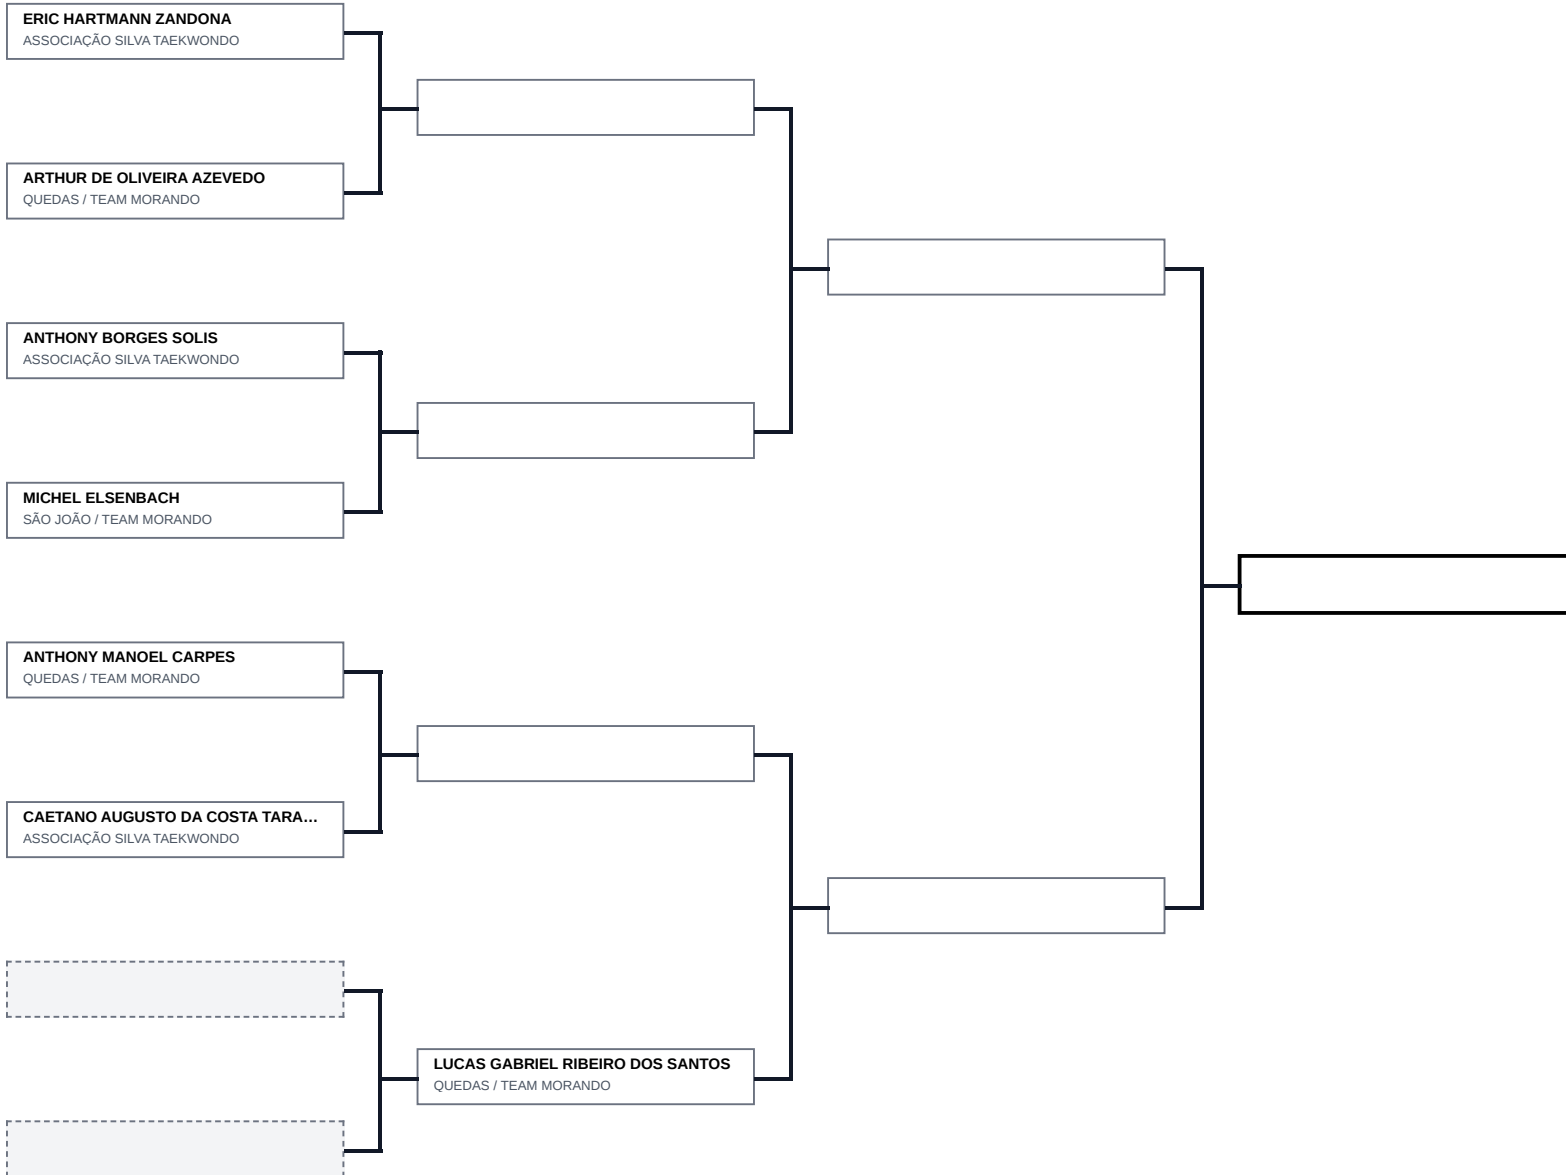 ERIC HARTMANN ZANDONA
ASSOCIAÇÃO SILVA TAEKWONDO
ARTHUR DE OLIVEIRA AZEVEDO
QUEDAS / TEAM MORANDO
ANTHONY BORGES SOLIS
ASSOCIAÇÃO SILVA TAEKWONDO
MICHEL ELSENBACH
SÃO JOÃO / TEAM MORANDO
ANTHONY MANOEL CARPES
QUEDAS / TEAM MORANDO
CAETANO AUGUSTO DA COSTA TARA...
ASSOCIAÇÃO SILVA TAEKWONDO
LUCAS GABRIEL RIBEIRO DOS SANTOS
QUEDAS / TEAM MORANDO